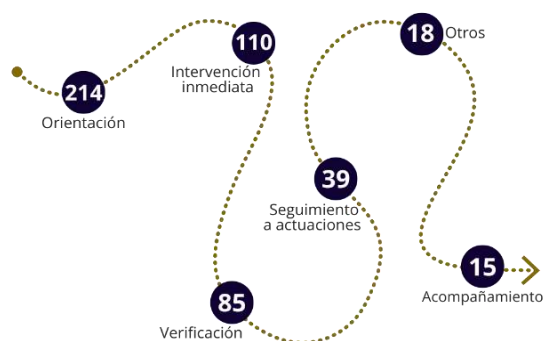 214
Orientación
110
Intervención
inmediata
85
Verificación
39
Seguimiento
a actuaciones
18
Otros
15
Acompañamiento